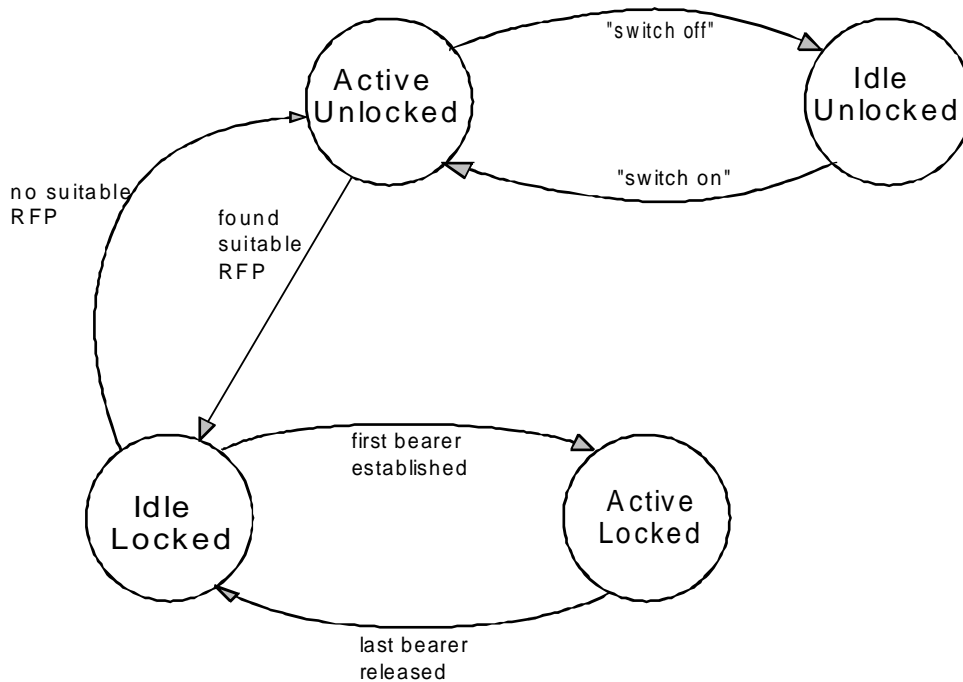 "switch off"
Active
Unlocked
Idle
Unlocked
"switch on"
no suitable
RFP
found
suitable
RFP
first bearer
established
Idle
Locked
Active
Locked
last bearer
released